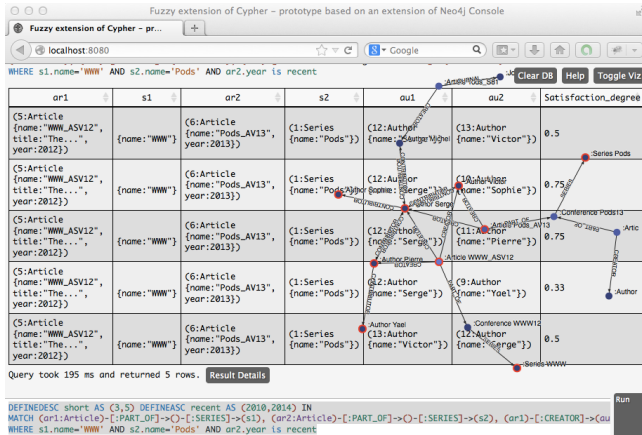 Fuzzy extension of Cypher - prototype based on an extension of Neo4j Console
Fuzzy extension of Cypher - pr...
localhost:8080
Google
WHERE s1.name='WWW' AND s2.name='Pods' AND ar2.year is recent
Clear DB Help Toggle Viz
ar1 s1 ar2 s2 au1 au2 Satisfaction_degree
(5:Article {name:"WWW_ASV12", title:"The...", year:2012}) {name:"WWW"} (6:Article {name:"Pods_AV13", year:2013}) (1:Series {name:"Pods"}) (12:Author (13:Author {name:"Victor"}) 0.5
(5:Article {name:"WWW_ASV12", title:"The...", year:2012}) {name:"WWW"} (6:Article {name:"Pods_AV13", year:2013}) (1:Series (12:Author {name:"Sophie"}) 0.75
(5:Article {name:"WWW_ASV12", title:"The...", year:2012}) {name:"WWW"} (6:Article {name:"Pods_AV13", year:2013}) (1:Series {name:"Pods"}) {name:"Serge"}) {name:"Pierre"}) 0.75
(5:Article {name:"WWW_ASV12", title:"The...", year:2012}) {name:"WWW"} (6:Article {name:"Pods_AV13", year:2013}) (1:Series {name:"Pods"}) {name:"Serge"}) (9:Author {name:"Yael"}) 0.33
(5:Article {name:"WWW_ASV12", title:"The...", year:2012}) {name:"WWW"} (6:Article {name:"Pods_AV13", year:2013}) (1:Series {name:"Pods"}) (13:Author {name:"Victor"}) (12:Author 0.5
:Series Pods
:Conference Pods13
:Article Pods_AV13
:Artic
:Author Pierre
:Article WWW_ASV12
:Author
:Author Yael
:Conference WWW12
:Series WWW
Query took 195 ms and returned 5 rows. Result Details
DEFINEDESC short AS (3,5) DEFINEASC recent AS (2010,2014) IN
MATCH (ar1:Article)-[:PART_OF]->()-[:SERIES]->(s1), (ar2:Article)-[:PART_OF]->()-[:SERIES]->(s2), (ar1)-[:CREATOR]->(au
WHERE s1.name='WWW' AND s2.name='Pods' AND ar2.year is recent
Run